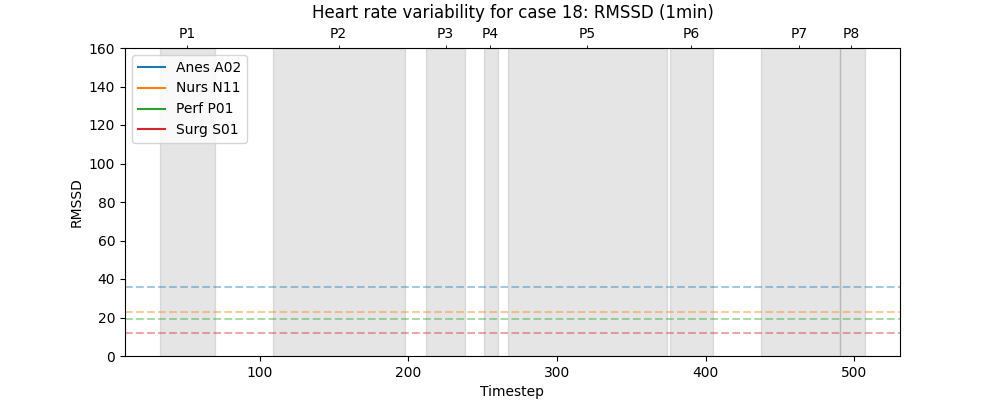 Heart rate variability for case 18: RMSSD (1min)
P1 P2 P3 P4 P5 P6 P7 P8
160
140
120
100
80
60
40
20
0
RMSSD
Anes A02
Nurs N11
Perf P01
Surg S01
100 200 300 400 500
Timestep